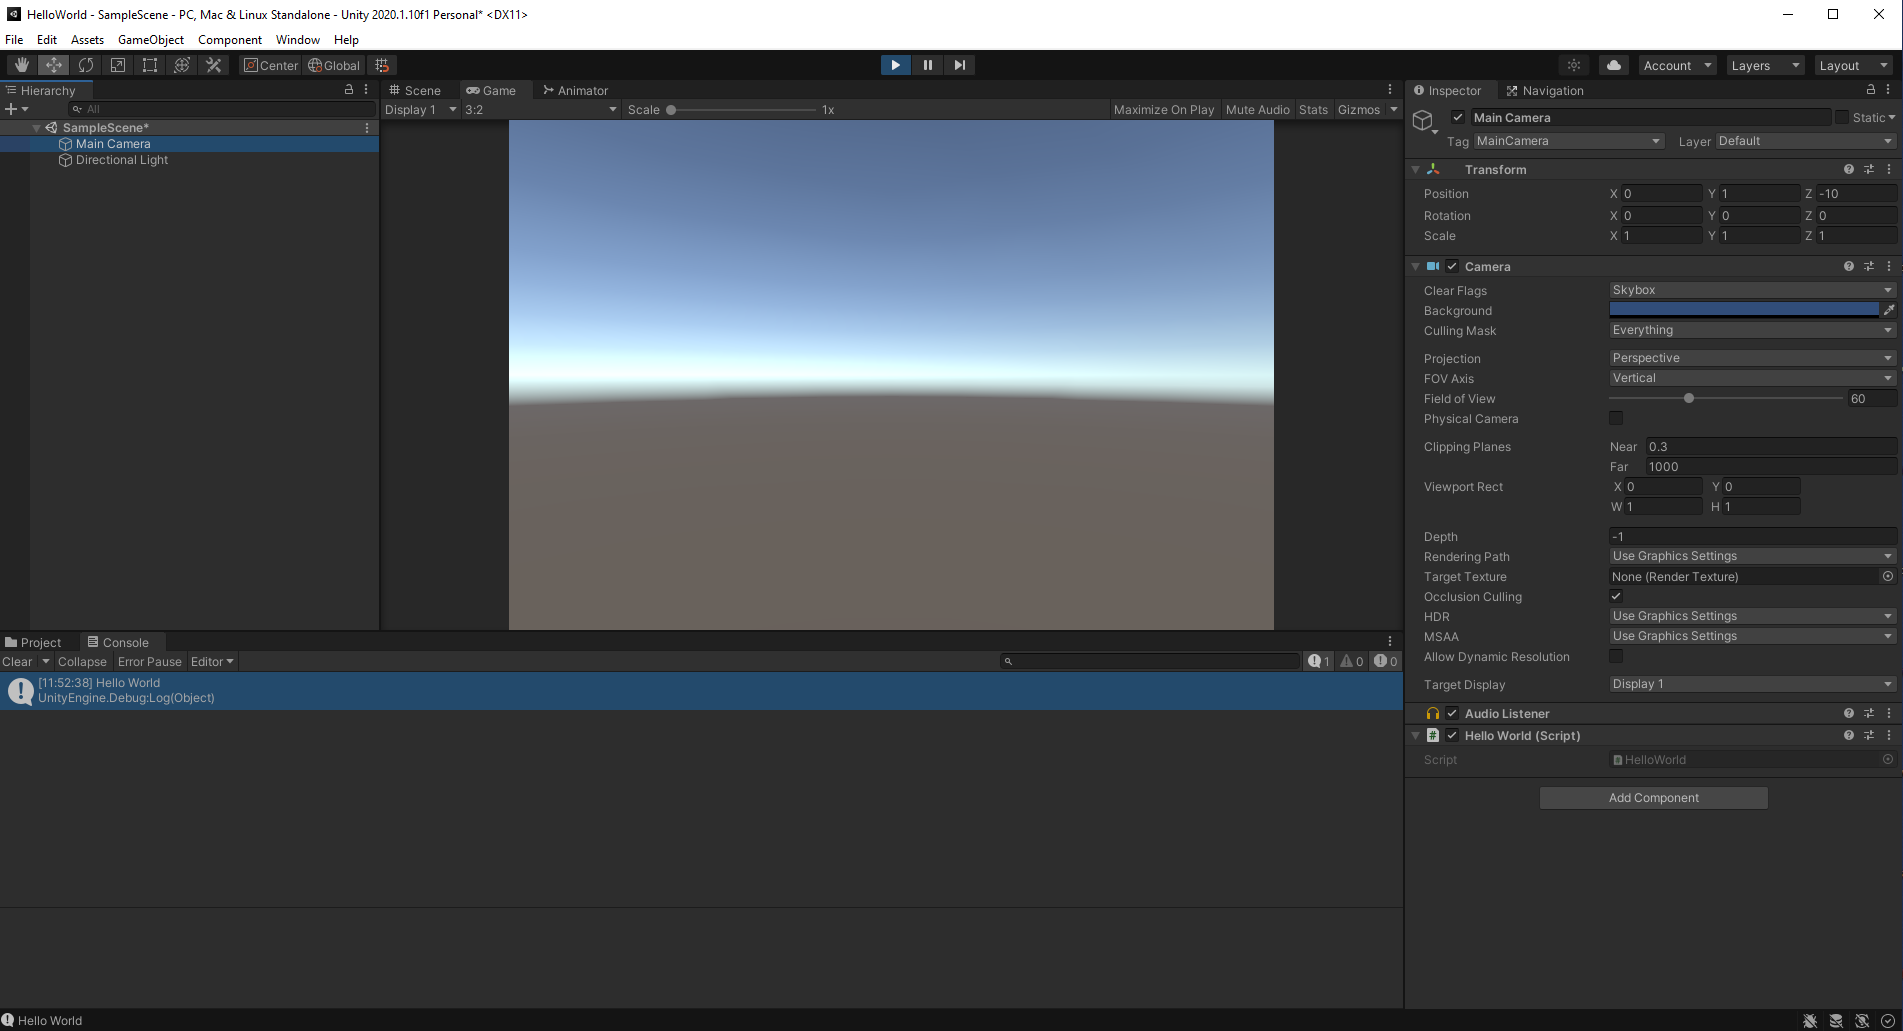 HelloWorld - SampleScene - PC, Mac & Linux Standalone - Unity 2020.1.10f1 Personal* <DX11>
File Edit Assets GameObject Component Window Help
Center Global Account Layers Layout
Hierarchy
All
SampleScene*
Main Camera
Directional Light
Scene Game Animator
Display 1 3:2 Scale 1x Maximize On Play Mute Audio Stats Gizmos
Project Console
Clear Collapse Error Pause Editor 1 0 0
[11:52:38] Hello World
UnityEngine.Debug:Log(Object)
Inspector Navigation
Main Camera Static
Tag MainCamera Layer Default
Transform
Position X 0 Y 1 Z -10
Rotation X 0 Y 0 Z 0
Scale X 1 Y 1 Z 1
Camera
Clear Flags Skybox
Background
Culling Mask Everything
Projection Perspective
FOV Axis Vertical
Field of View 60
Physical Camera
Clipping Planes Near 0.3
Far 1000
Viewport Rect X 0 Y 0
W 1 H 1
Depth -1
Rendering Path Use Graphics Settings
Target Texture None (Render Texture)
Occlusion Culling
HDR Use Graphics Settings
MSAA Use Graphics Settings
Allow Dynamic Resolution
Target Display Display 1
Audio Listener
# Hello World (Script)
Script HelloWorld
Add Component
Hello World